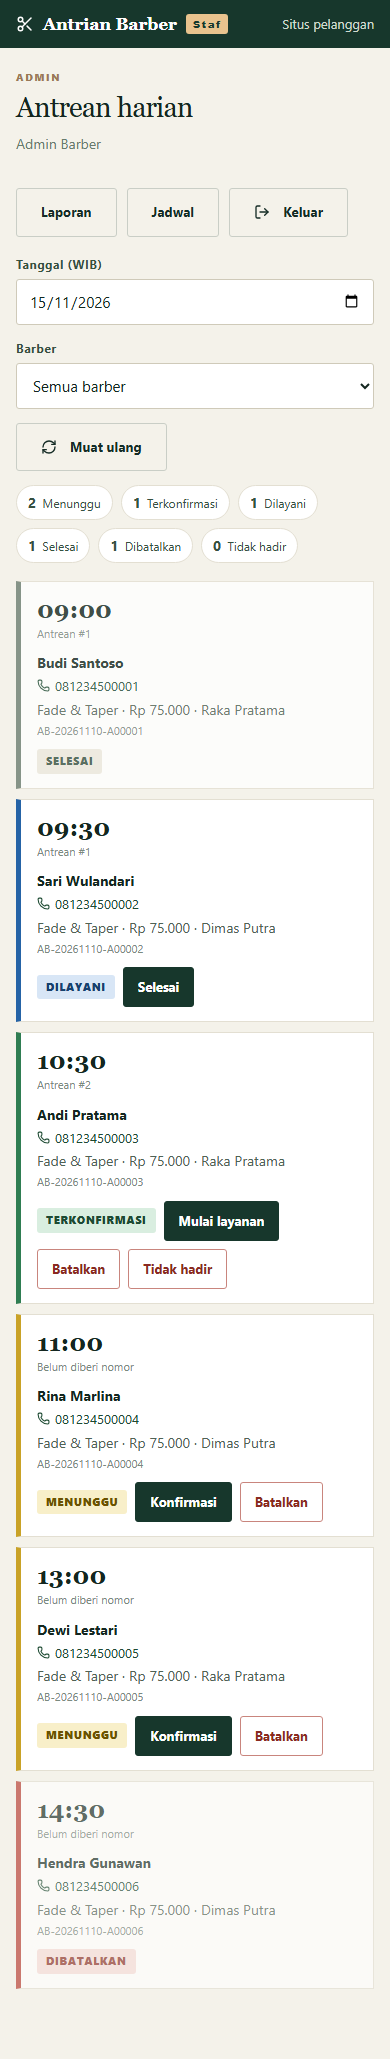 Antrian Barber Staf Situs pelanggan
ADMIN
Antrean harian
Admin Barber
Laporan Jadwal Keluar
Tanggal (WIB)
15/11/2026
Barber
Semua barber
Muat ulang
2 Menunggu 1 Terkonfirmasi 1 Dilayani
1 Selesai 1 Dibatalkan 0 Tidak hadir
09:00
Antrean #1
Budi Santoso
081234500001
Fade & Taper · Rp 75.000 · Raka Pratama
AB-20261110-A00001
SELESAI
09:30
Antrean #1
Sari Wulandari
081234500002
Fade & Taper · Rp 75.000 · Dimas Putra
AB-20261110-A00002
DILAYANI Selesai
10:30
Antrean #2
Andi Pratama
081234500003
Fade & Taper · Rp 75.000 · Raka Pratama
AB-20261110-A00003
TERKONFIRMASI Mulai layanan
Batalkan Tidak hadir
11:00
Belum diberi nomor
Rina Marlina
081234500004
Fade & Taper · Rp 75.000 · Dimas Putra
AB-20261110-A00004
MENUNGGU Konfirmasi Batalkan
13:00
Belum diberi nomor
Dewi Lestari
081234500005
Fade & Taper · Rp 75.000 · Raka Pratama
AB-20261110-A00005
MENUNGGU Konfirmasi Batalkan
14:30
Belum diberi nomor
Hendra Gunawan
081234500006
Fade & Taper · Rp 75.000 · Dimas Putra
AB-20261110-A00006
DIBATALKAN